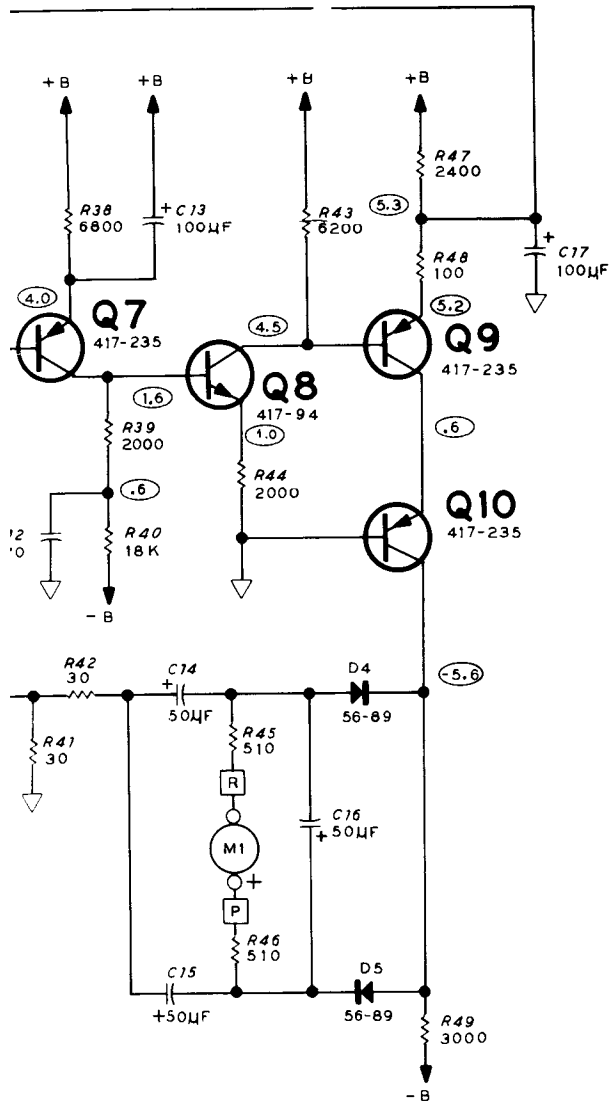 +B
+B
+B
+B
R38
6800
C13
+
100µF
R43
6200
R47
2400
5.3
R48
100
+
C17
100µF
4.0
Q7
417-235
4.5
5.2
Q9
417-235
1.6
Q8
417-94
1.0
R39
2000
R44
2000
.6
.6
Q10
417-235
R40
18K
-B
R42
30
C14
+
50µF
D4
56-89
-5.6
R41
30
R45
510
R
C16
+
50µF
M1
+
P
R46
510
C15
+50µF
D5
56-89
R49
3000
-B